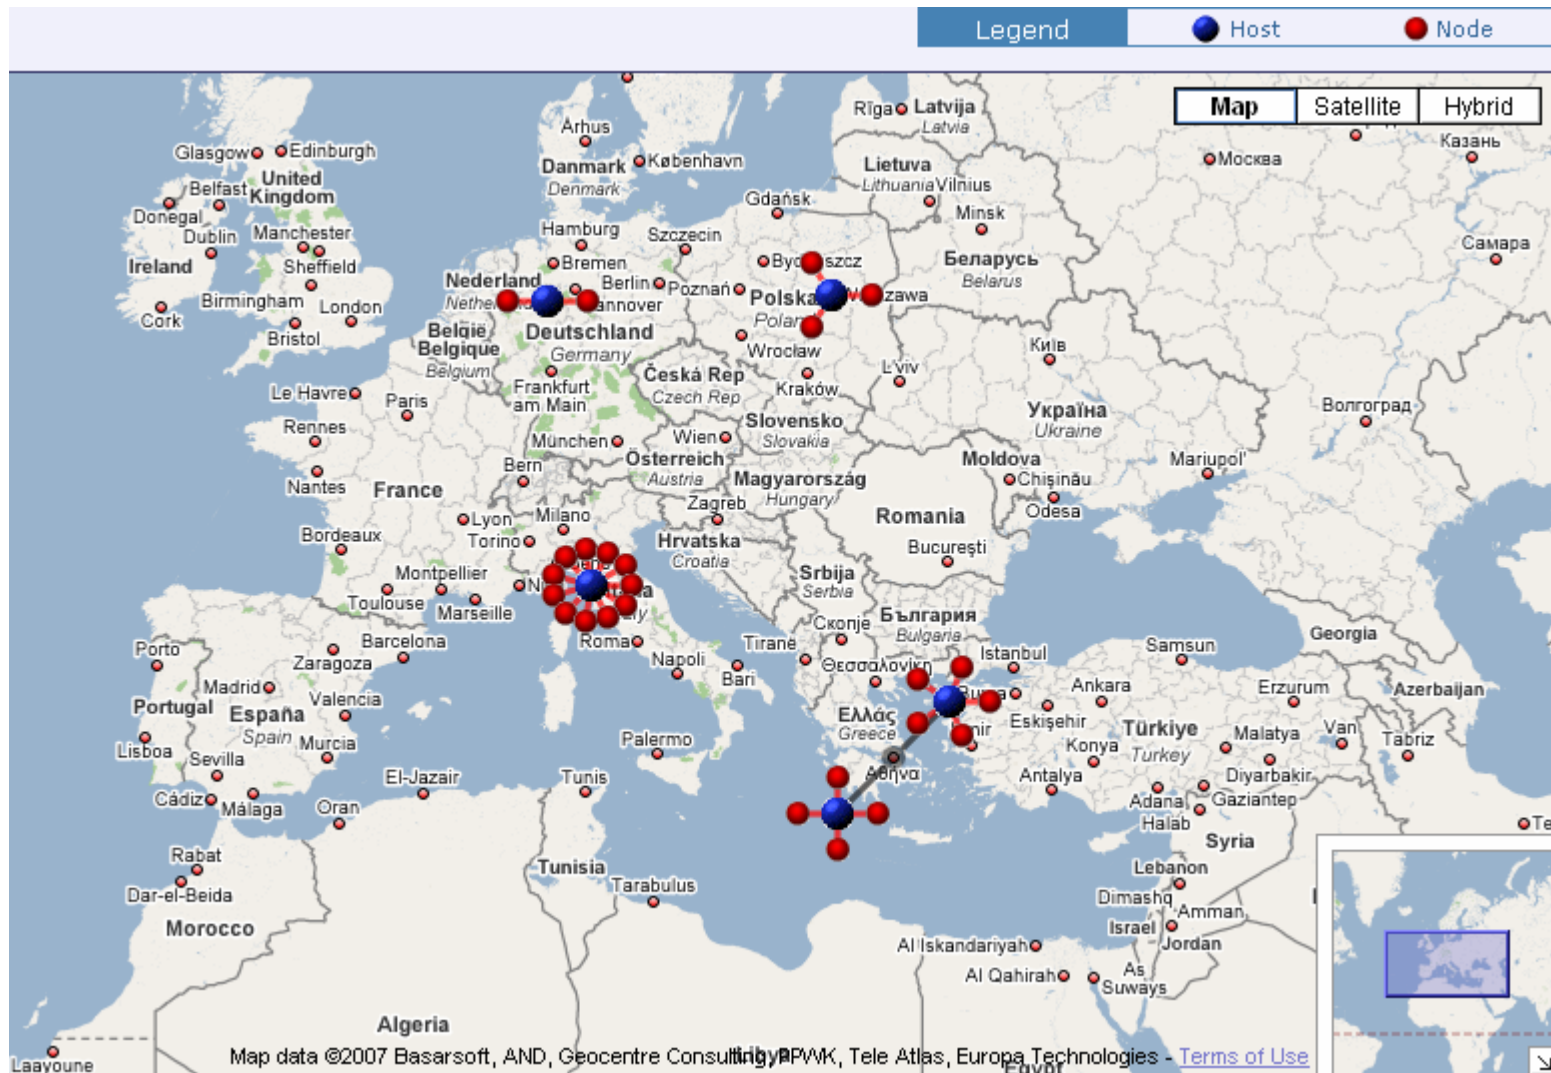 Legend Host Node
Map Satellite Hybrid
Rīga Latvija
Latvia
Århus
Казань
Glasgow Edinburgh
Москва
Danmark København
Denmark
Lietuva
Lithuania Vilnius
United
Kingdom
Belfast
Gdańsk
Minsk
Donegal
Dublin Manchester
Hamburg Szczecin
Самара
Ireland Sheffield
Bremen
Беларусь
Belarus
Nederland
Berlin Poznań
Polska
Birmingham London
Cork
Bristol
België
Belgique
Belgium
Deutschland
Germany
Wrocław
Київ
L'viv
Frankfurt
am Main
Česká Rep
Czech Rep
Kraków
Le Havre Paris
Україна
Ukraine
Волгоград
Rennes
Slovensko
Slovakia
München Wien
Österreich
Austria
Bern
Moldova
Mariupol'
Nantes
France
Magyarország
Hungary
Chişinău
Odesa
Zagreb
Lyon Milano
Romania
Bordeaux Torino
Hrvatska
Croatia
Bucureşti
Montpellier
Srbija
Serbia
Toulouse Marseille
България
Bulgaria
Скопје
Georgia
Porto Barcelona
Roma Tiranë
Istanbul Samsun
Zaragoza Napoli
Bari
Θεσσαλονίκη
Madrid Valencia
Ankara Erzurum Azerbaijan
Portugal España
Spain
Ελλάς
Greece
Eskişehir
Türkiye
Turkey
Malatya Van
Tabriz
Lisboa Murcia
Palermo
Konya
Sevilla
El-Jazair Tunis
Αθήνα
Antalya
Diyarbakir
Cádiz Málaga Oran
Adana Gaziantep
Halab
Syria
Rabat
Tunisia
Lebanon
Dar-el-Beida
Tarabulus
Dimashq
Amman
Morocco
Israel
Jordan
Al Iskandariyah
Al Qahirah As
Suways
Algeria
Libya
Laayoune
Egypt
Map data ©2007 Basarsoft, AND, Geocentre Consulting, PPWK, Tele Atlas, Europa Technologies - Terms of Use